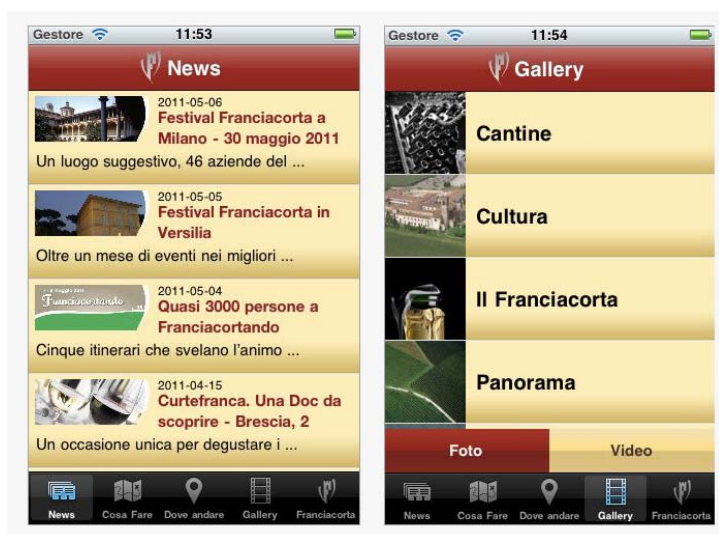 Gestore 11:53
News
2011-05-06
Festival Franciacorta a
Milano - 30 maggio 2011
Un luogo suggestivo, 46 aziende del ...
2011-05-05
Festival Franciacorta in
Versilia
Oltre un mese di eventi nei migliori ...
Franciacortando
2011-05-04
Quasi 3000 persone a
Franciacortando
Cinque itinerari che svelano l'animo ...
2011-04-15
Curtefranca. Una Doc da
scoprire - Brescia, 2
Un occasione unica per degustare i ...
News Cosa Fare Dove andare Gallery Franciacorta
Gestore 11:54
Gallery
Cantine
Cultura
Il Franciacorta
Panorama
Foto Video
News Cosa Fare Dove andare Gallery Franciacorta